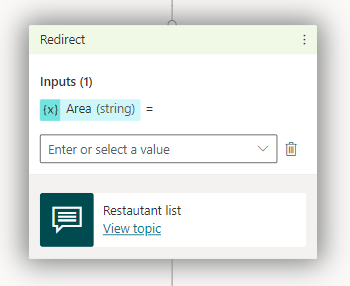 Redirect
Inputs (1)
{x} Area (string) =
Enter or select a value
Restautant list
View topic